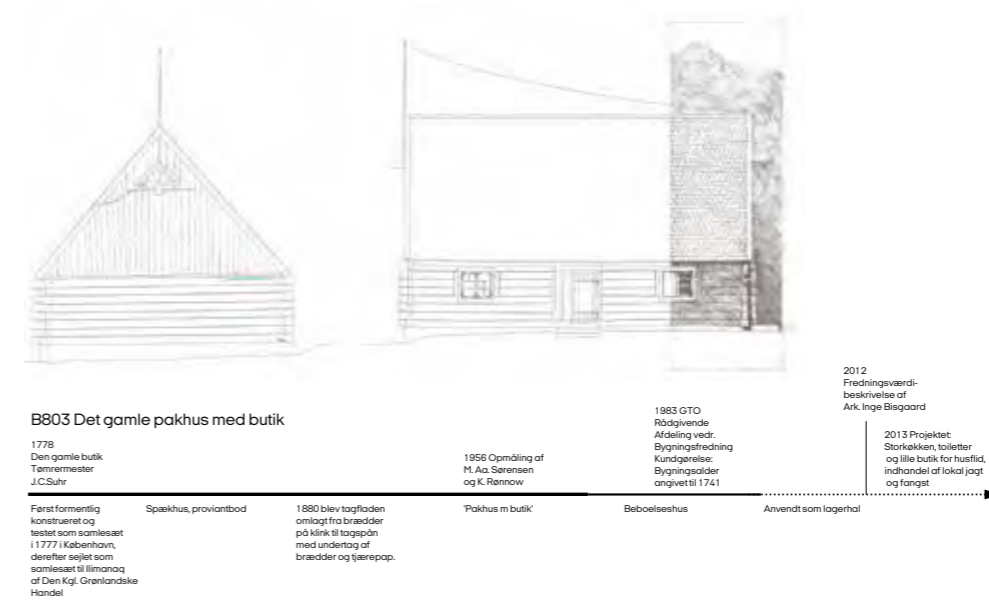 B803 Det gamle pakhus med butik
1778
Den gamle butik
Tømrermester
J.C.Suhr
1956 Opmåling af
M. Aa. Sørensen
og K. Rønnow
1983 GTO
Rådgivende
Afdeling vedr.
Bygningsfredning
Kundgørelse:
Bygningsalder
angivet til 1741
2012
Fredningsværdi-
beskrivelse af
Ark. Inge Bisgaard
2013 Projektet:
Storkøkken, toiletter
og lille butik for husflid,
indhandel af lokal jagt
og fangst
Først formentlig
konstrueret og
testet som samlesæt
i 1777 i København,
derefter sejlet som
samlesæt til Ilimanaq
af Den Kgl. Grønlandske
Handel
Spækhus, proviantbod
1880 blev tagfladen
omlagt fra brædder
på klink til tagspån
med undertag af
brædder og tjærepap.
'Pakhus m butik'
Beboelseshus
Anvendt som lagerhal